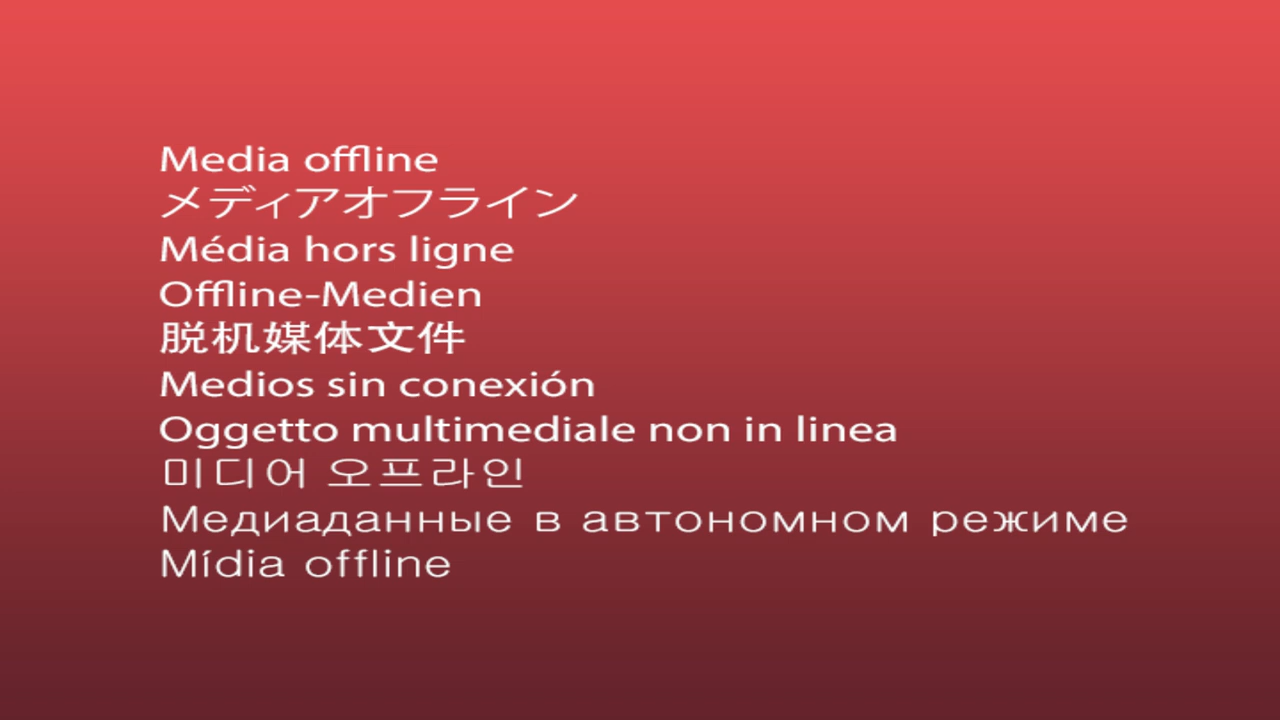 Media offline
メディアオフライン
Média hors ligne
Offline-Medien
脱机媒体文件
Medios sin conexión
Oggetto multimediale non in linea
미디어 오프라인
Медиаданные в автономном режиме
Mídia offline